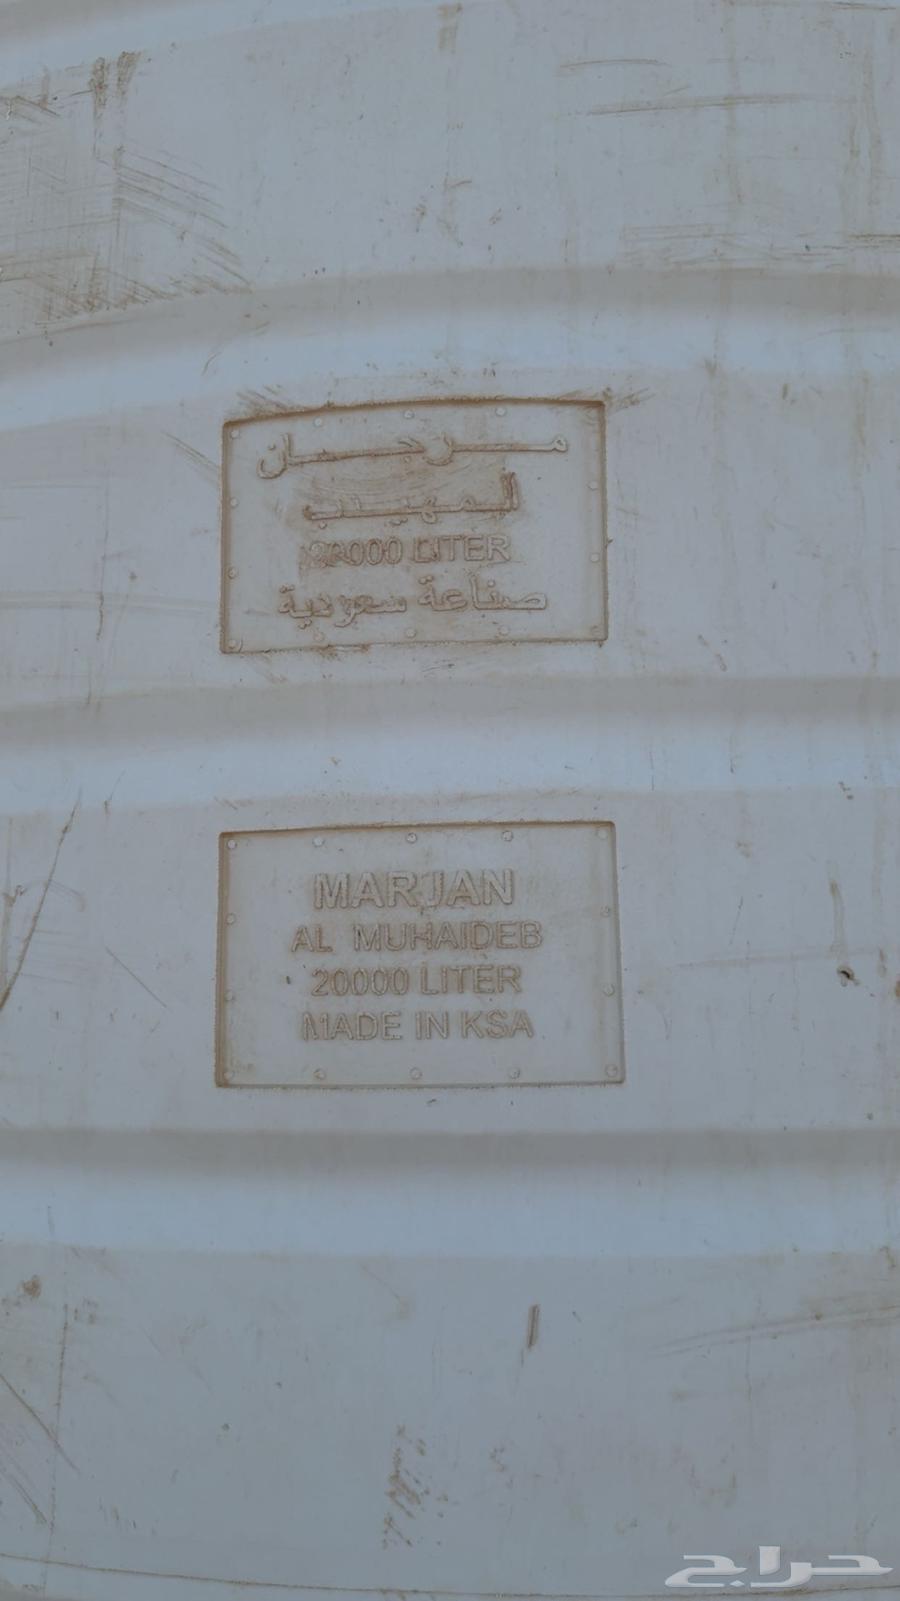 مرجان
المهيدب
20000 LITER
صناعة سعودية
MARJAN
AL MUHAIDEB
20000 LITER
MADE IN KSA
حراج